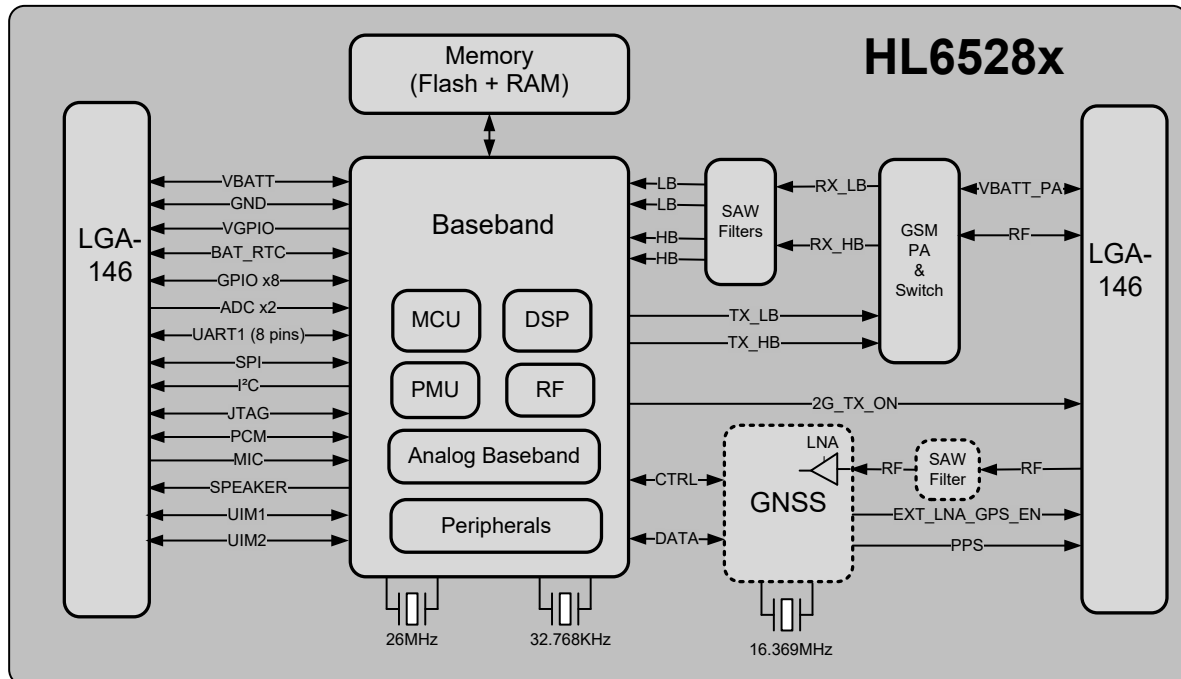 HL6528x
Memory
(Flash + RAM)
LGA-
146
VBATT
GND
VGPIO
BAT_RTC
GPIO x8
ADC x2
UART1 (8 pins)
SPI
I²C
JTAG
PCM
MIC
SPEAKER
UIM1
UIM2
Baseband
MCU
DSP
PMU
RF
Analog Baseband
Peripherals
26MHz
32.768KHz
LB
LB
HB
HB
SAW
Filters
RX_LB
RX_HB
GSM
PA
&
Switch
VBATT_PA
RF
TX_LB
TX_HB
2G_TX_ON
CTRL
DATA
LNA
GNSS
RF
SAW
Filter
RF
EXT_LNA_GPS_EN
PPS
16.369MHz
LGA-
146